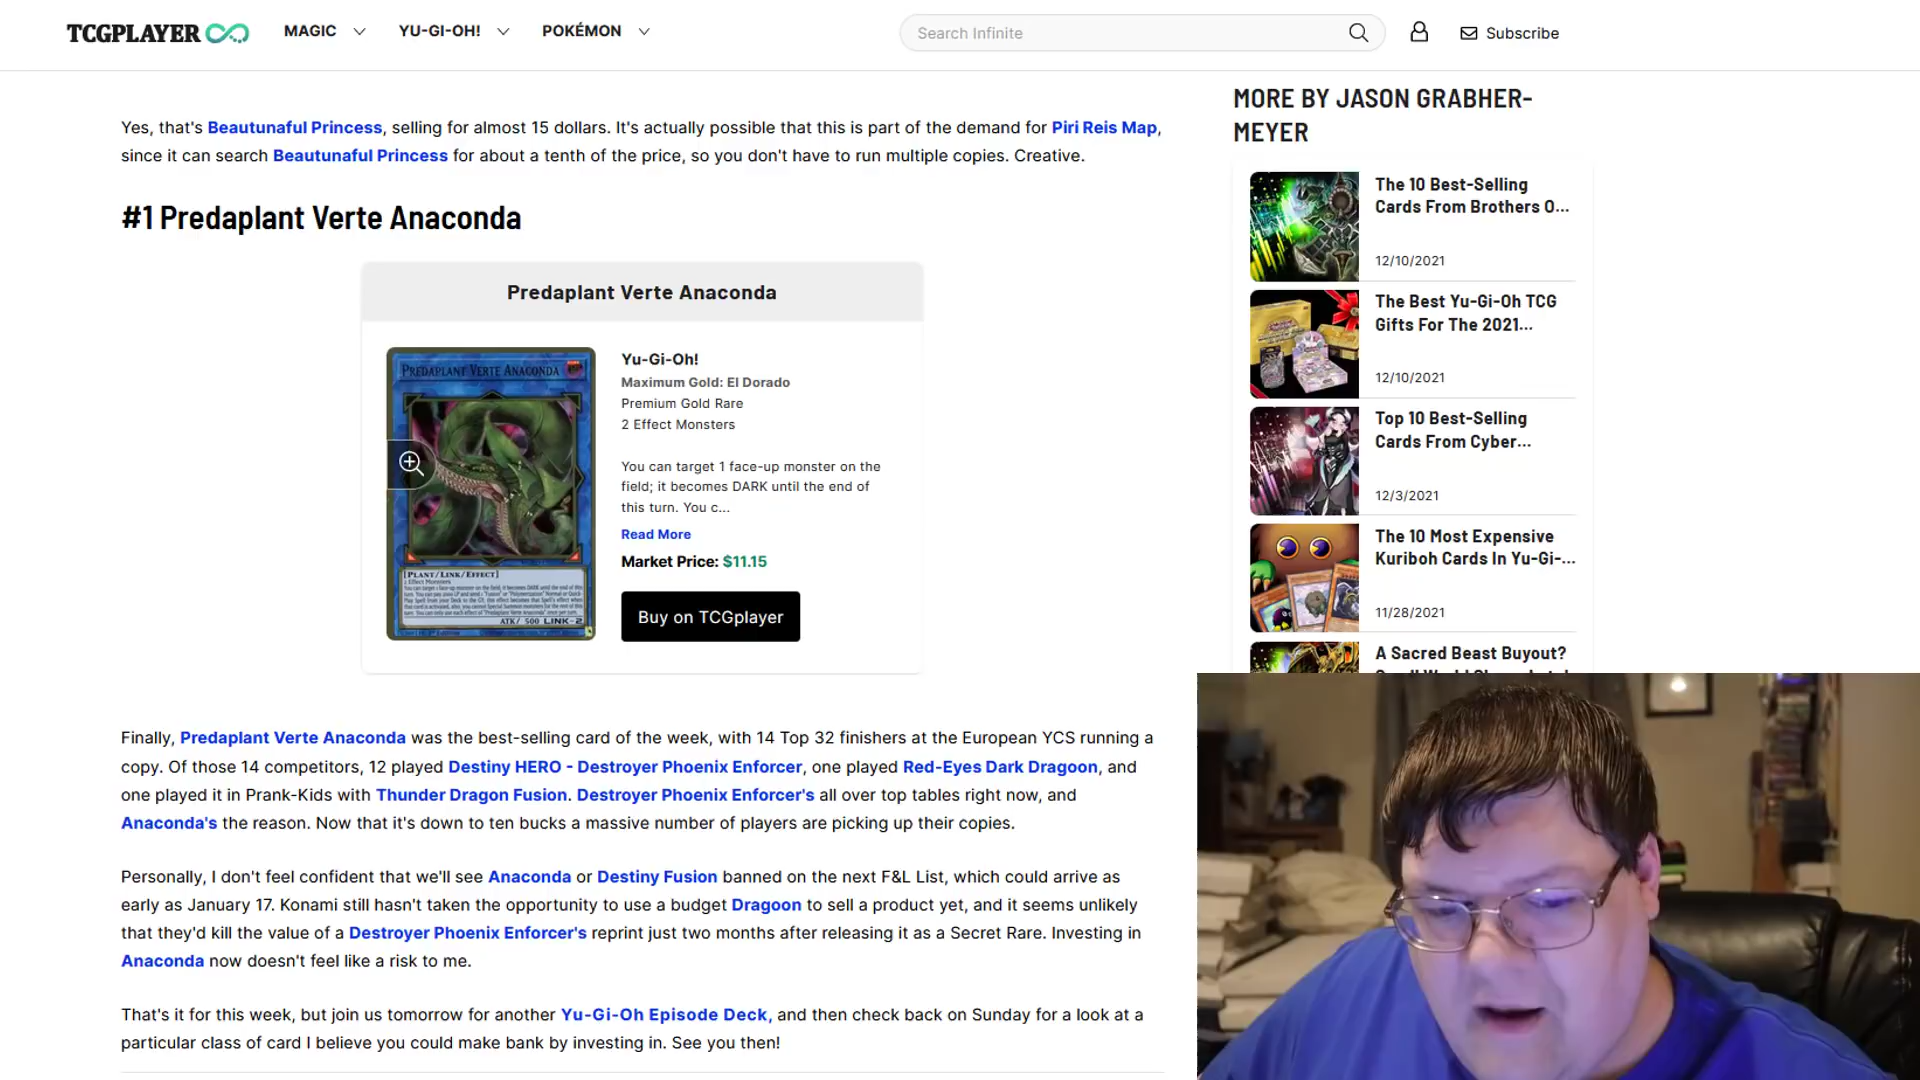 TCGPLAYER
MAGIC
YU-GI-OH!
POKÉMON
Search Infinite
Subscribe
Yes, that's Beautunaful Princess, selling for almost 15 dollars. It's actually possible that this is part of the demand for Piri Reis Map,
since it can search Beautunaful Princess for about a tenth of the price, so you don't have to run multiple copies. Creative.
#1 Predaplant Verte Anaconda
Predaplant Verte Anaconda
PREDAPLANT VERTE ANACONDA
[PLANT/LINK/EFFECT]
2 Effect Monsters
ATK/ 500 LINK-2
Yu-Gi-Oh!
Maximum Gold: El Dorado
Premium Gold Rare
2 Effect Monsters
You can target 1 face-up monster on the
field; it becomes DARK until the end of
this turn. You c...
Read More
Market Price: $11.15
Buy on TCGplayer
Finally, Predaplant Verte Anaconda was the best-selling card of the week, with 14 Top 32 finishers at the European YCS running a
copy. Of those 14 competitors, 12 played Destiny HERO - Destroyer Phoenix Enforcer, one played Red-Eyes Dark Dragoon, and
one played it in Prank-Kids with Thunder Dragon Fusion. Destroyer Phoenix Enforcer's all over top tables right now, and
Anaconda's the reason. Now that it's down to ten bucks a massive number of players are picking up their copies.
Personally, I don't feel confident that we'll see Anaconda or Destiny Fusion banned on the next F&L List, which could arrive as
early as January 17. Konami still hasn't taken the opportunity to use a budget Dragoon to sell a product yet, and it seems unlikely
that they'd kill the value of a Destroyer Phoenix Enforcer's reprint just two months after releasing it as a Secret Rare. Investing in
Anaconda now doesn't feel like a risk to me.
That's it for this week, but join us tomorrow for another Yu-Gi-Oh Episode Deck, and then check back on Sunday for a look at a
particular class of card I believe you could make bank by investing in. See you then!
MORE BY JASON GRABHER-
MEYER
The 10 Best-Selling
Cards From Brothers O...
12/10/2021
The Best Yu-Gi-Oh TCG
Gifts For The 2021...
12/10/2021
Top 10 Best-Selling
Cards From Cyber...
12/3/2021
The 10 Most Expensive
Kuriboh Cards In Yu-Gi-...
11/28/2021
A Sacred Beast Buyout?